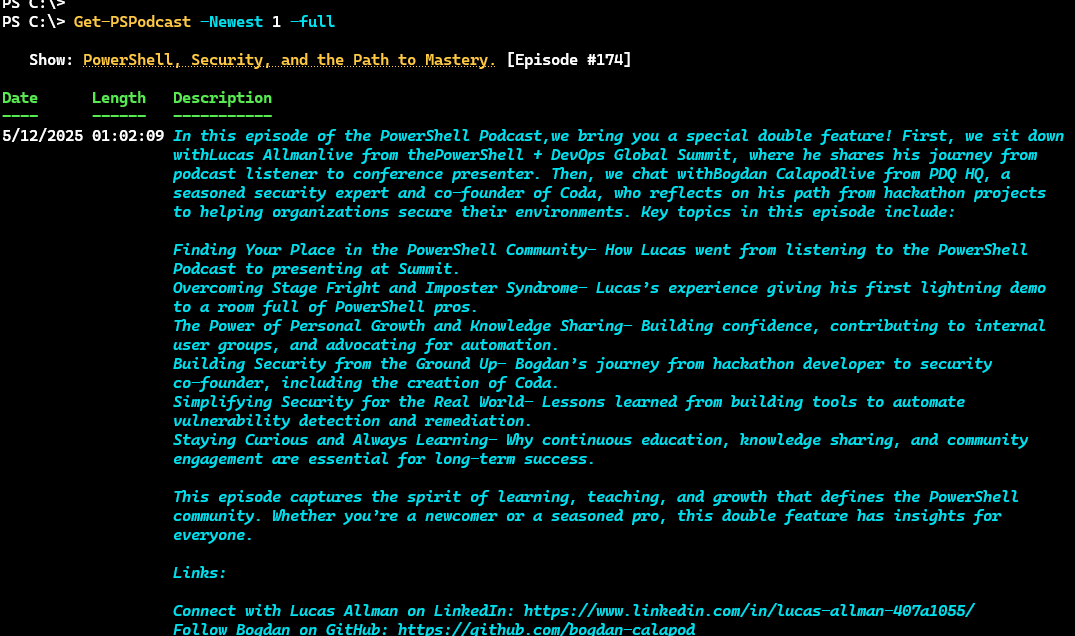 PS C:\>
PS C:\> Get-PSPodcast -Newest 1 -full
Show: PowerShell, Security, and the Path to Mastery. [Episode #174]
Date Length Description
---- ------ -----------
5/12/2025 01:02:09 In this episode of the PowerShell Podcast,we bring you a special double feature! First, we sit down
withLucas Allmanlive from thePowerShell + DevOps Global Summit, where he shares his journey from
podcast listener to conference presenter. Then, we chat withBogdan Calapodlive from PDQ HQ, a
seasoned security expert and co-founder of Coda, who reflects on his path from hackathon projects
to helping organizations secure their environments. Key topics in this episode include:
Finding Your Place in the PowerShell Community- How Lucas went from listening to the PowerShell
Podcast to presenting at Summit.
Overcoming Stage Fright and Imposter Syndrome- Lucas's experience giving his first lightning demo
to a room full of PowerShell pros.
The Power of Personal Growth and Knowledge Sharing- Building confidence, contributing to internal
user groups, and advocating for automation.
Building Security from the Ground Up- Bogdan's journey from hackathon developer to security
co-founder, including the creation of Coda.
Simplifying Security for the Real World- Lessons learned from building tools to automate
vulnerability detection and remediation.
Staying Curious and Always Learning- Why continuous education, knowledge sharing, and community
engagement are essential for long-term success.
This episode captures the spirit of learning, teaching, and growth that defines the PowerShell
community. Whether you're a newcomer or a seasoned pro, this double feature has insights for
everyone.
Links:
Connect with Lucas Allman on LinkedIn: https://www.linkedin.com/in/lucas-allman-407a1055/
Follow Bogdan on GitHub: https://github.com/bogdan-calapod